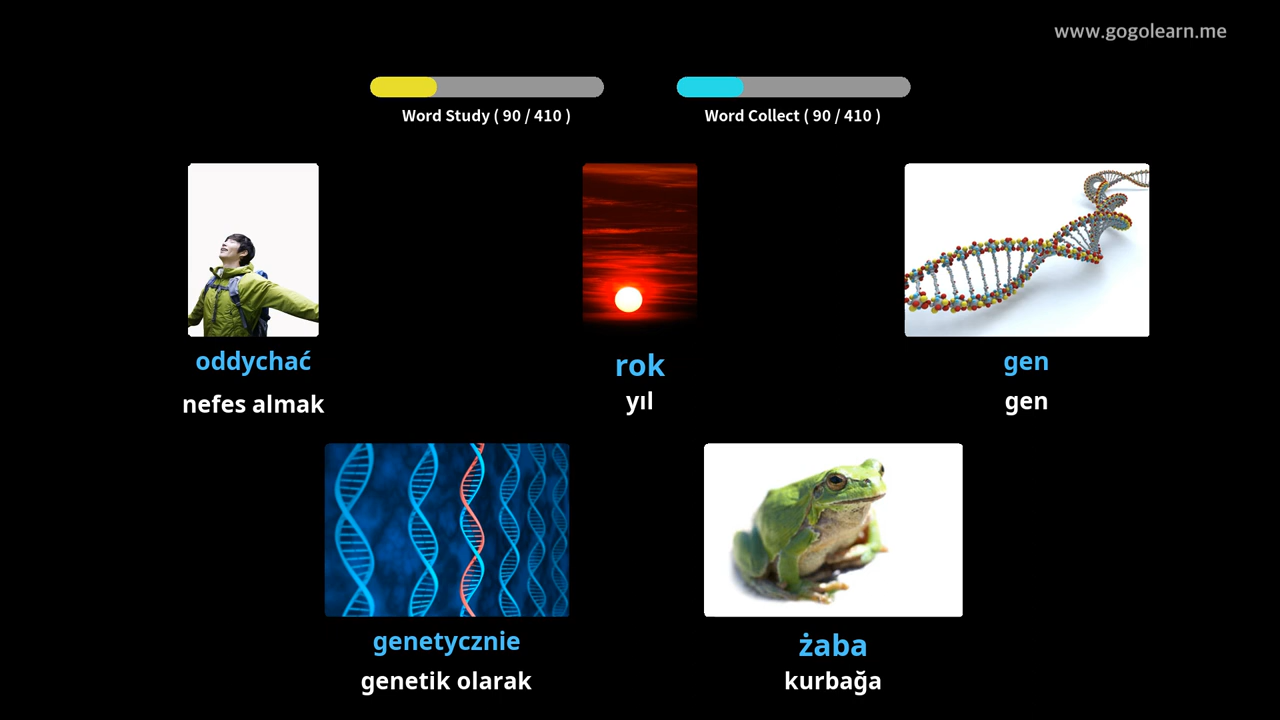 www.gogolearn.me
Word Study ( 90 / 410 )
Word Collect ( 90 / 410 )
oddychać
nefes almak
rok
yıl
gen
gen
genetycznie
genetik olarak
żaba
kurbağa